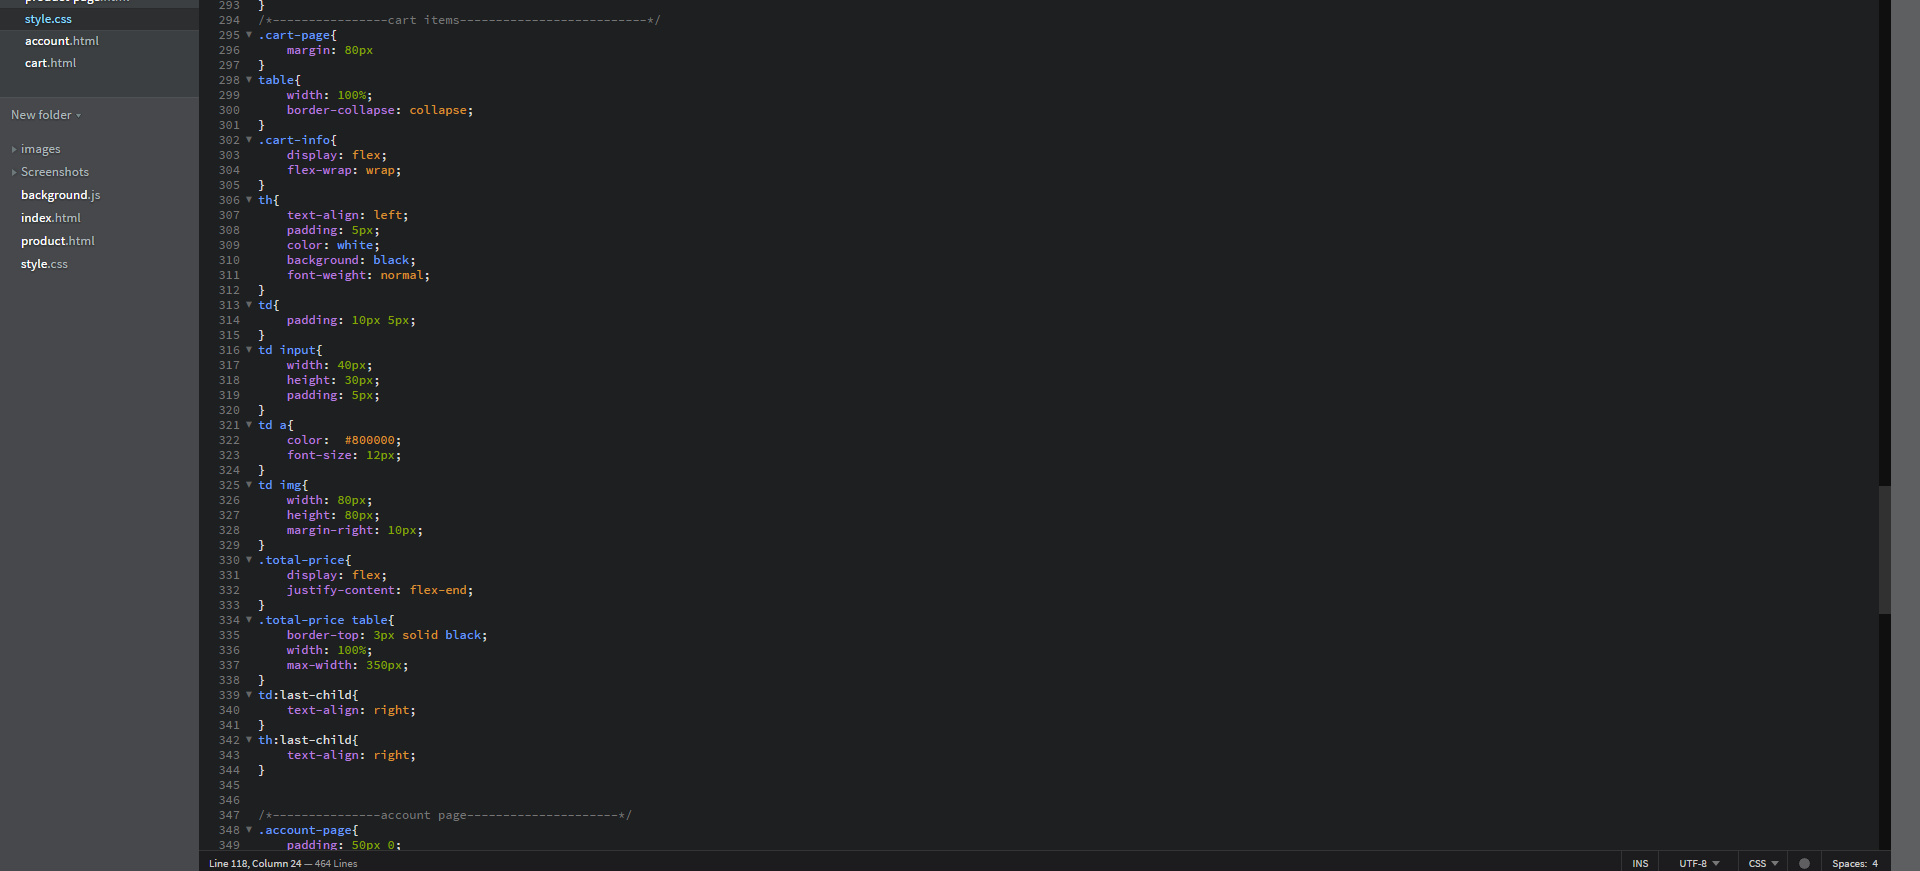 style.css
account.html
cart.html
New folder
images
Screenshots
background.js
index.html
product.html
style.css
293 }
294 /*----------------cart items--------------------------*/
295 .cart-page{
296     margin: 80px
297 }
298 table{
299     width: 100%;
300     border-collapse: collapse;
301 }
302 .cart-info{
303     display: flex;
304     flex-wrap: wrap;
305 }
306 th{
307     text-align: left;
308     padding: 5px;
309     color: white;
310     background: black;
311     font-weight: normal;
312 }
313 td{
314     padding: 10px 5px;
315 }
316 td input{
317     width: 40px;
318     height: 30px;
319     padding: 5px;
320 }
321 td a{
322     color:  #800000;
323     font-size: 12px;
324 }
325 td img{
326     width: 80px;
327     height: 80px;
328     margin-right: 10px;
329 }
330 .total-price{
331     display: flex;
332     justify-content: flex-end;
333 }
334 .total-price table{
335     border-top: 3px solid black;
336     width: 100%;
337     max-width: 350px;
338 }
339 td:last-child{
340     text-align: right;
341 }
342 th:last-child{
343     text-align: right;
344 }
345
346
347 /*---------------account page---------------------*/
348 .account-page{
349     padding: 50px 0;
Line 118, Column 24 — 464 Lines
INS UTF-8 CSS Spaces: 4